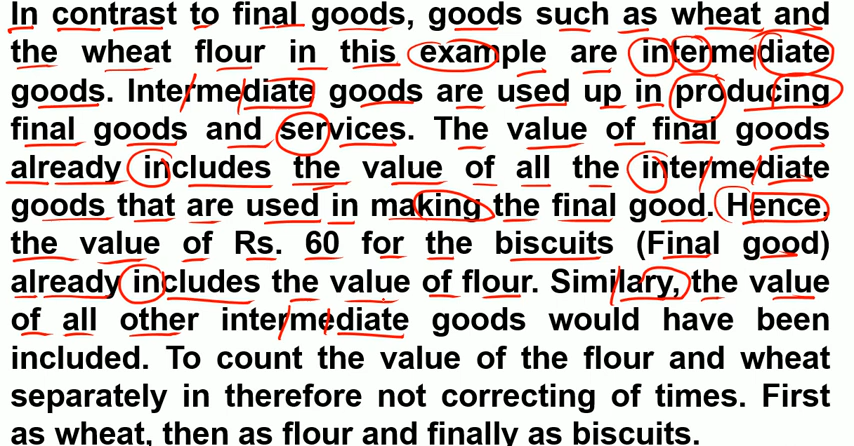 In contrast to final goods, goods such as wheat and
the wheat flour in this example are intermediate
goods. Intermediate goods are used up in producing
final goods and services. The value of final goods
already includes the value of all the intermediate
goods that are used in making the final good. Hence,
the value of Rs. 60 for the biscuits (Final good)
already includes the value of flour. Similary, the value
of all other intermediate goods would have been
included. To count the value of the flour and wheat
separately in therefore not correcting of times. First
as wheat, then as flour and finally as biscuits.